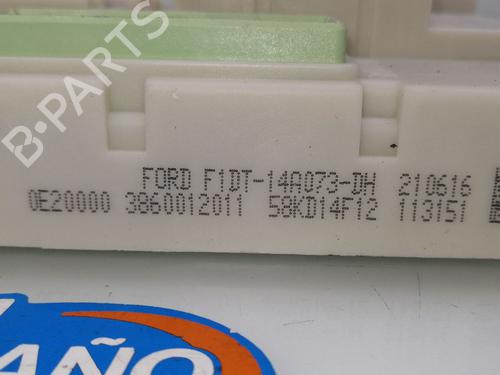 B-PARTS
FORD F1DT-14A073-DH 210616
0E20000 3860012011 58KD14F12 113151
AÑO